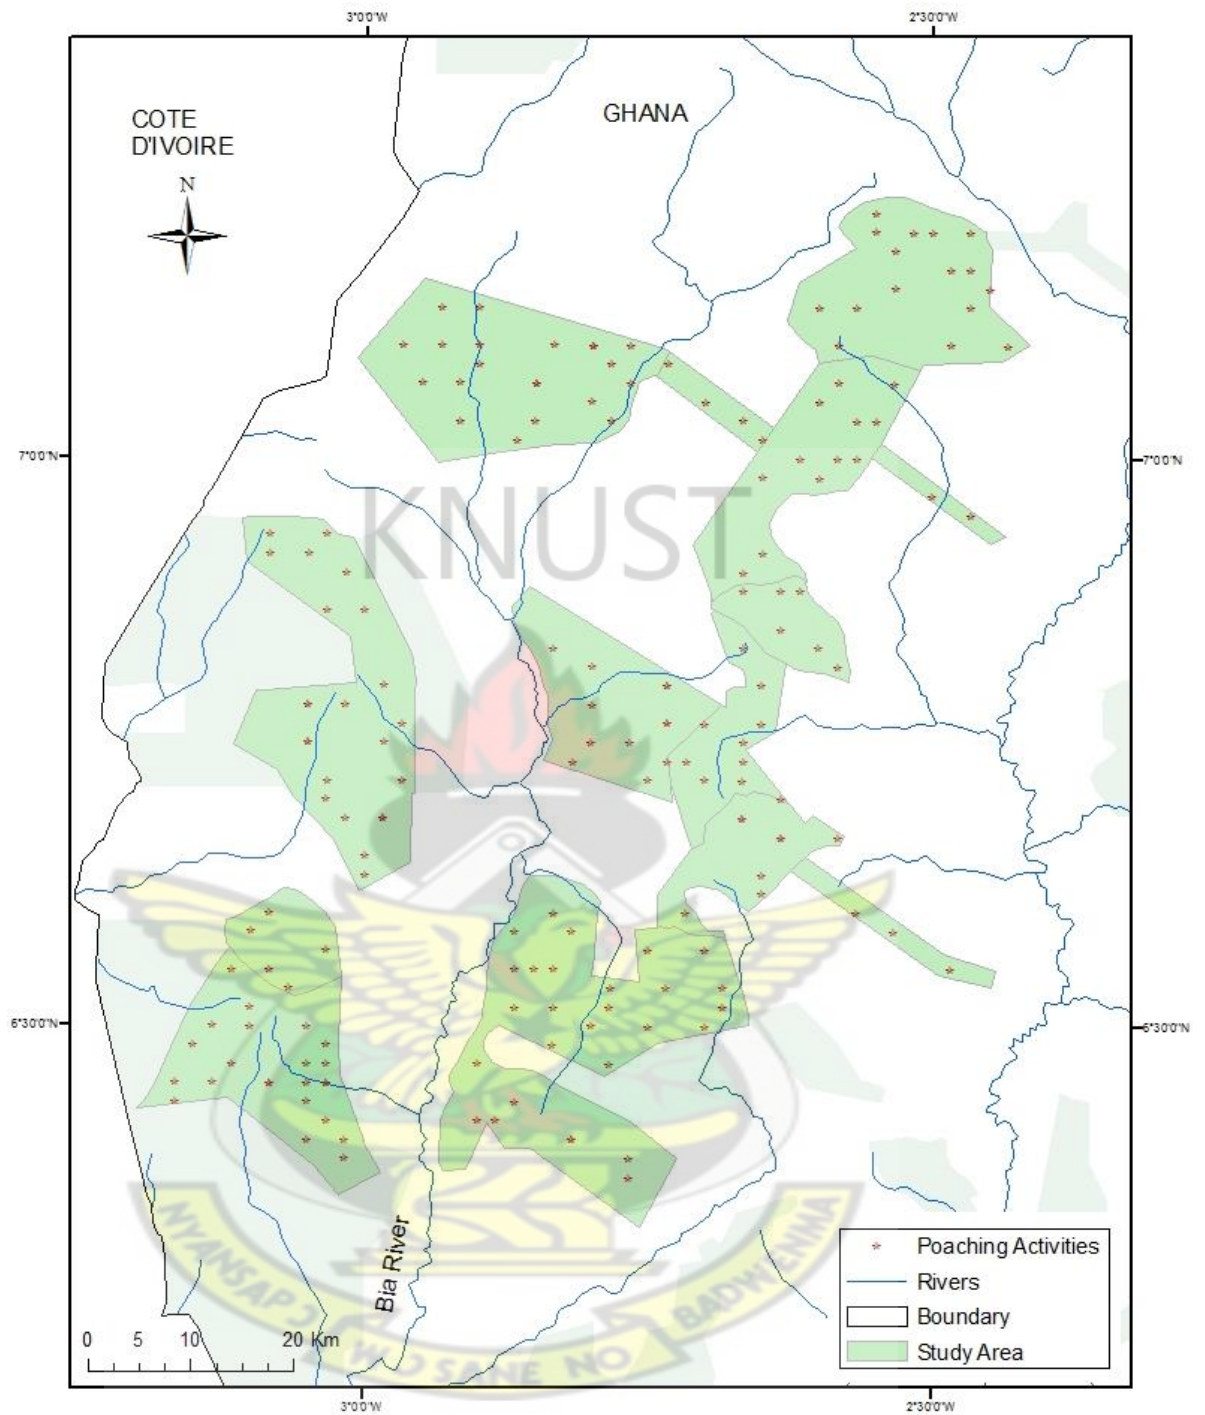 3°0'0"W
2°30'0"W
COTE
D'IVOIRE
GHANA
N
7°0'0"N
7°0'0"N
KNUST
6°30'0"N
6°30'0"N
Bia River
NYANSAPƆ WƆ SANE NO BADWENMA
Poaching Activities
Rivers
Boundary
Study Area
0 5 10 20 Km
3°0'0"W
2°30'0"W